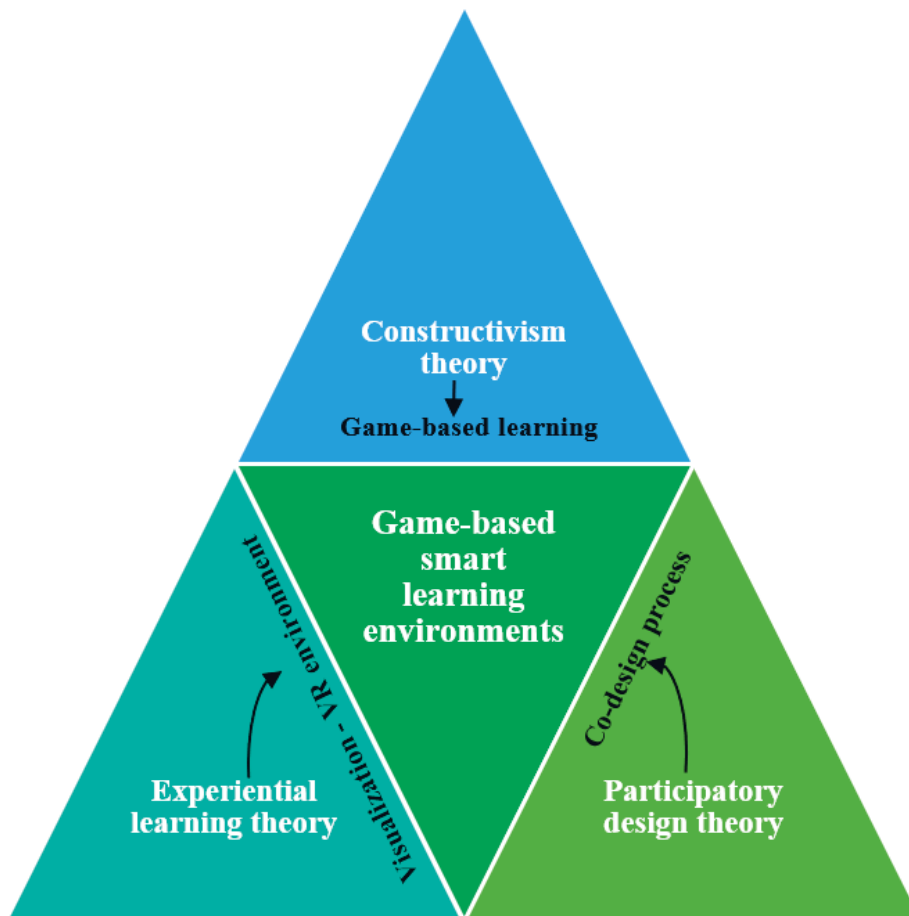 Constructivism
theory
Game-based learning
Game-based
smart
learning
environments
Visualization - VR environment
Co-design process
Experiential
learning theory
Participatory
design theory